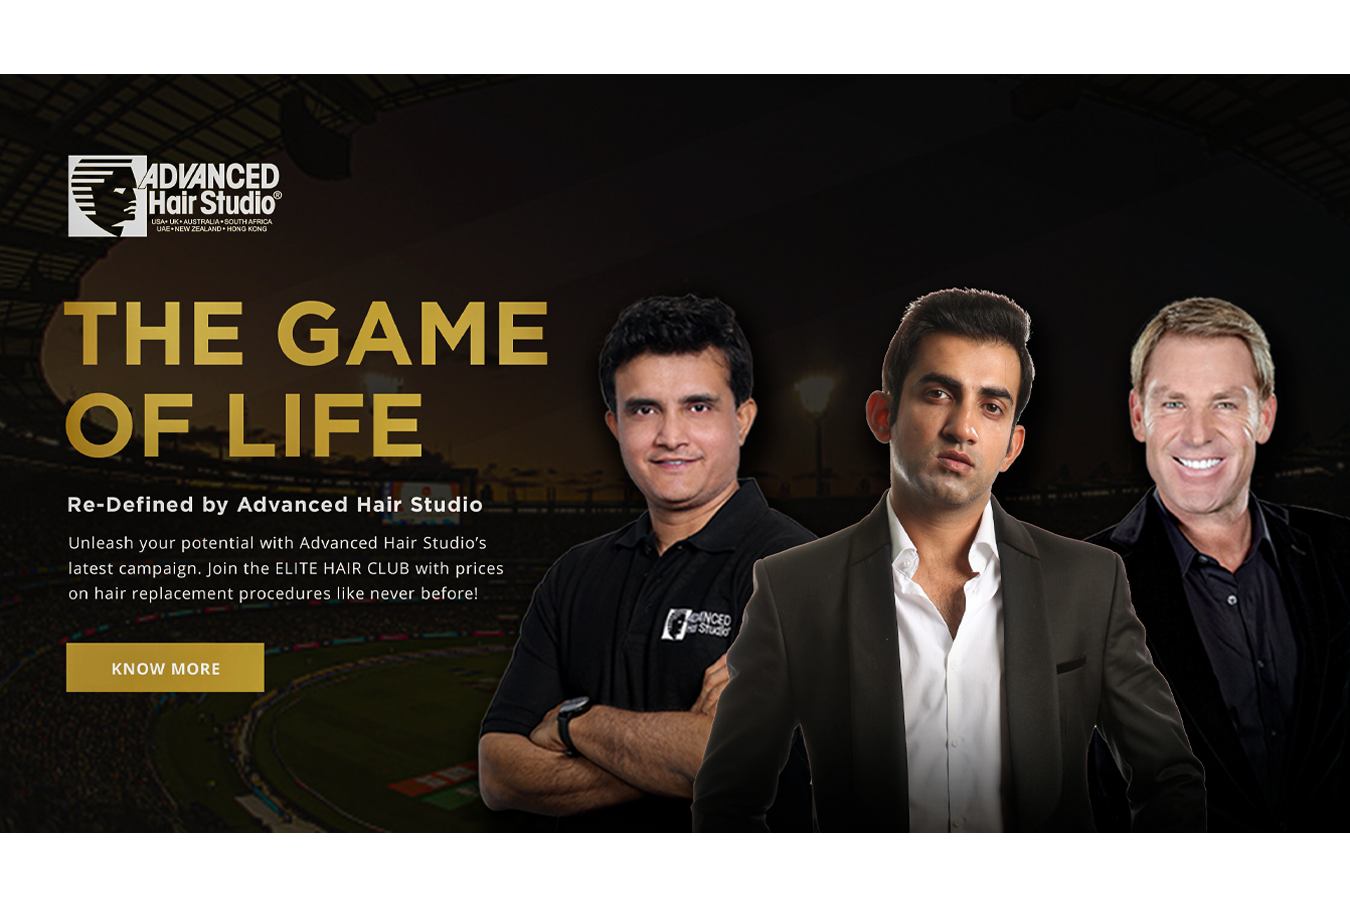 ADVANCED
Hair Studio®
USA • UK • AUSTRALIA • SOUTH AFRICA
UAE • NEW ZEALAND • HONG KONG
THE GAME
OF LIFE
Re-Defined by Advanced Hair Studio
Unleash your potential with Advanced Hair Studio’s
latest campaign. Join the ELITE HAIR CLUB with prices
on hair replacement procedures like never before!
KNOW MORE
ADVANCED
Hair Studio